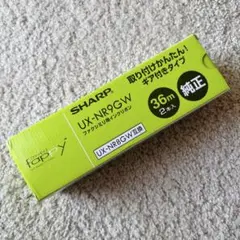 SHARP
UX-NR9GW
ファクシミリ用インクリボン
取り付けかんたん!
ギア付きタイプ
36m
2本入
純正
fappy
UX-NR8GW互換